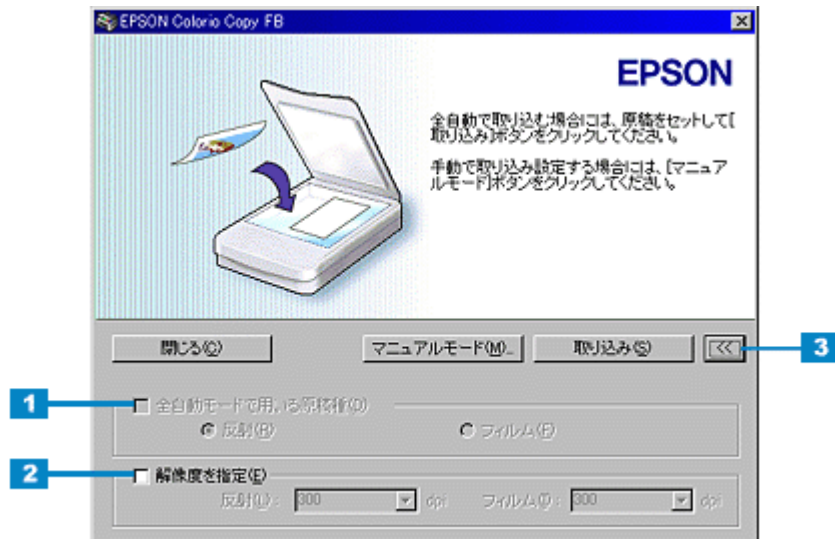 EPSON Colorio Copy FB
EPSON
全自動で取り込む場合には、原稿をセットして[
取り込み]ボタンをクリックしてください。
手動で取り込み設定する場合には、[マニュア
ルモード]ボタンをクリックしてください。
閉じる(C) マニュアルモード(M)... 取り込み(S) << 3
1 全自動モードで用いる原稿種(O)
反射(R) フィルム(F)
2 解像度を指定(E)
反射(L): 300 dpi フィルム(I): 300 dpi